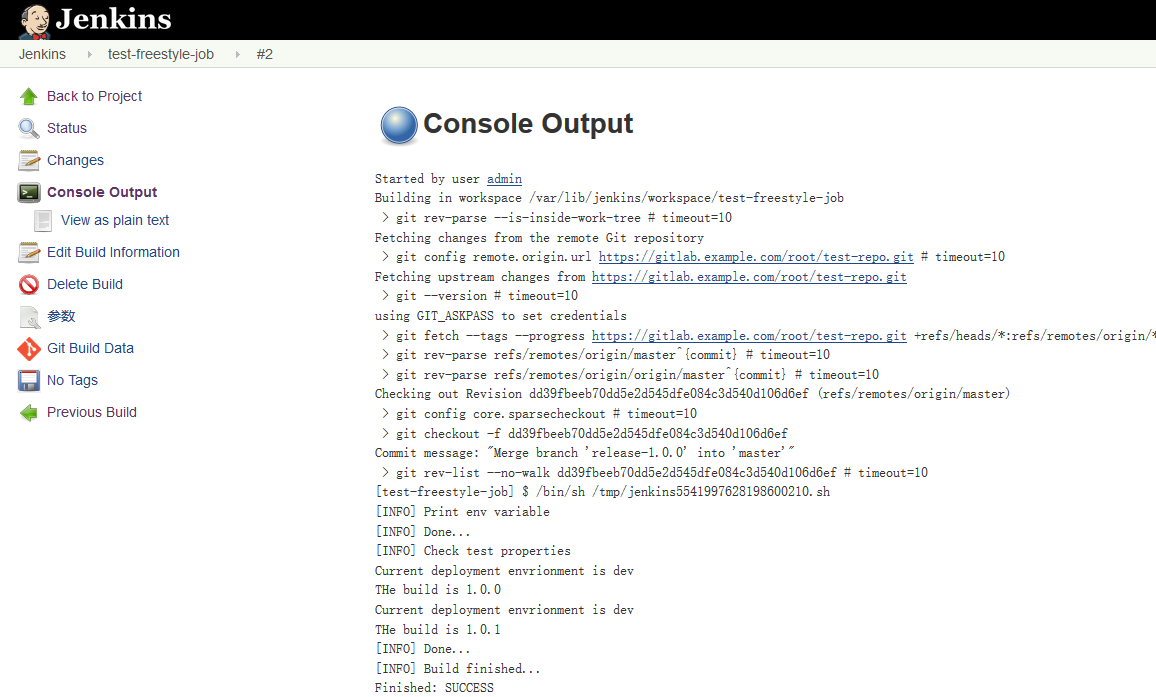 Jenkins
Jenkins test-freestyle-job #2
Back to Project
Status
Changes
Console Output
View as plain text
Edit Build Information
Delete Build
参数
Git Build Data
No Tags
Previous Build
Console Output
Started by user admin
Building in workspace /var/lib/jenkins/workspace/test-freestyle-job
> git rev-parse --is-inside-work-tree # timeout=10
Fetching changes from the remote Git repository
> git config remote.origin.url https://gitlab.example.com/root/test-repo.git # timeout=10
Fetching upstream changes from https://gitlab.example.com/root/test-repo.git
> git --version # timeout=10
using GIT_ASKPASS to set credentials
> git fetch --tags --progress https://gitlab.example.com/root/test-repo.git +refs/heads/*:refs/remotes/origin/*
> git rev-parse refs/remotes/origin/master^{commit} # timeout=10
> git rev-parse refs/remotes/origin/origin/master^{commit} # timeout=10
Checking out Revision dd39fbeeb70dd5e2d545dfe084c3d540d106d6ef (refs/remotes/origin/master)
> git config core.sparsecheckout # timeout=10
> git checkout -f dd39fbeeb70dd5e2d545dfe084c3d540d106d6ef
Commit message: "Merge branch 'release-1.0.0' into 'master'"
> git rev-list --no-walk dd39fbeeb70dd5e2d545dfe084c3d540d106d6ef # timeout=10
[test-freestyle-job] $ /bin/sh /tmp/jenkins5541997628198600210.sh
[INFO] Print env variable
[INFO] Done...
[INFO] Check test properties
Current deployment envrionment is dev
THe build is 1.0.0
Current deployment envrionment is dev
THe build is 1.0.1
[INFO] Done...
[INFO] Build finished...
Finished: SUCCESS